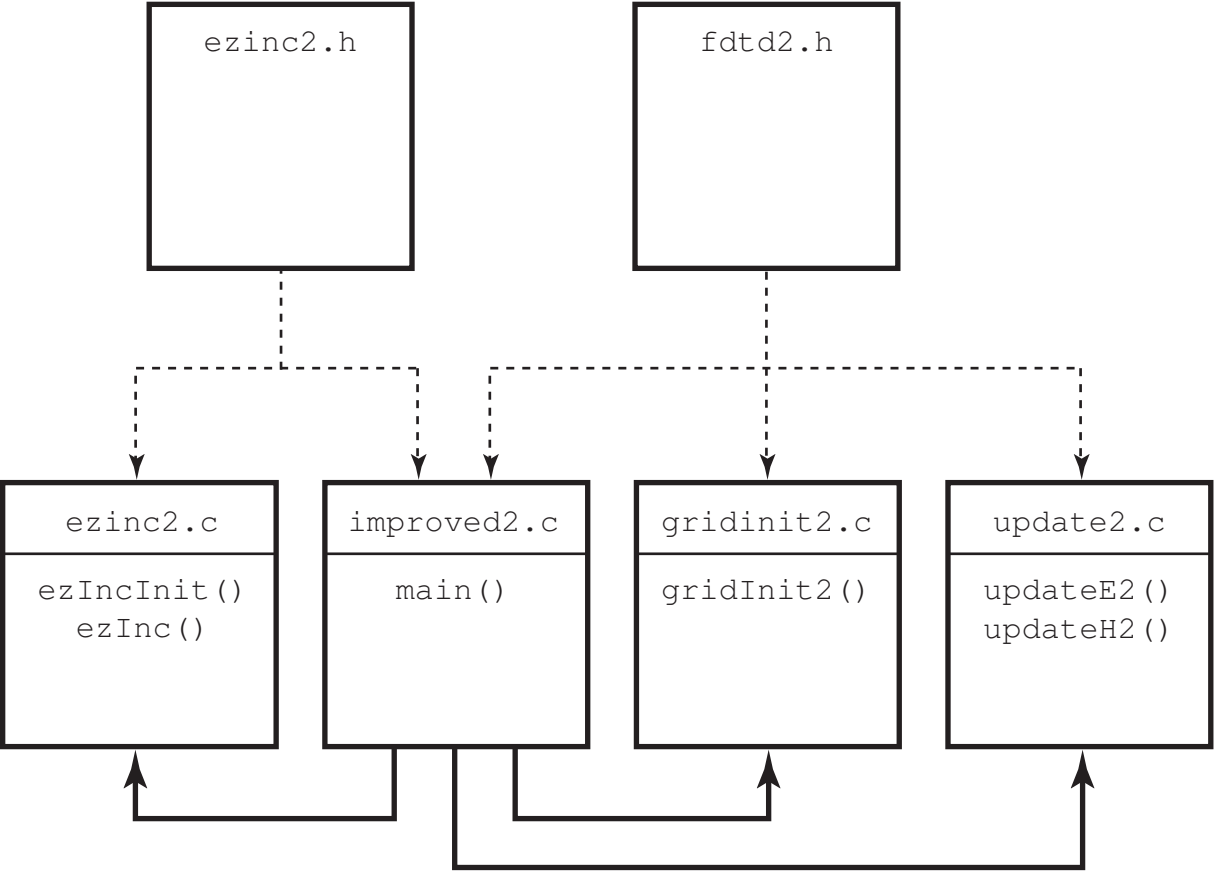 ezinc2.h
fdtd2.h
ezinc2.c
improved2.c
gridinit2.c
update2.c
ezIncInit()
ezInc()
main()
gridInit2()
updateE2()
updateH2()